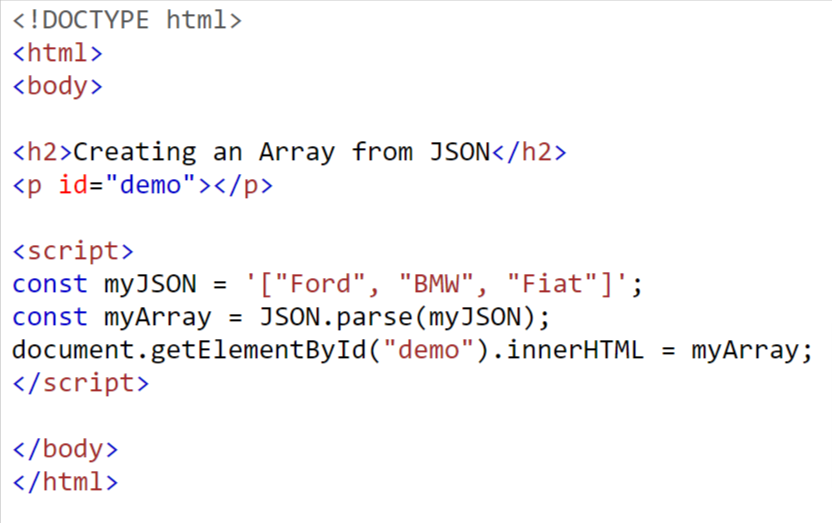 <!DOCTYPE html>
<html>
<body>
<h2>Creating an Array from JSON</h2>
<p id="demo"></p>
<script>
const myJSON = '["Ford", "BMW", "Fiat"]';
const myArray = JSON.parse(myJSON);
document.getElementById("demo").innerHTML = myArray;
</script>
</body>
</html>